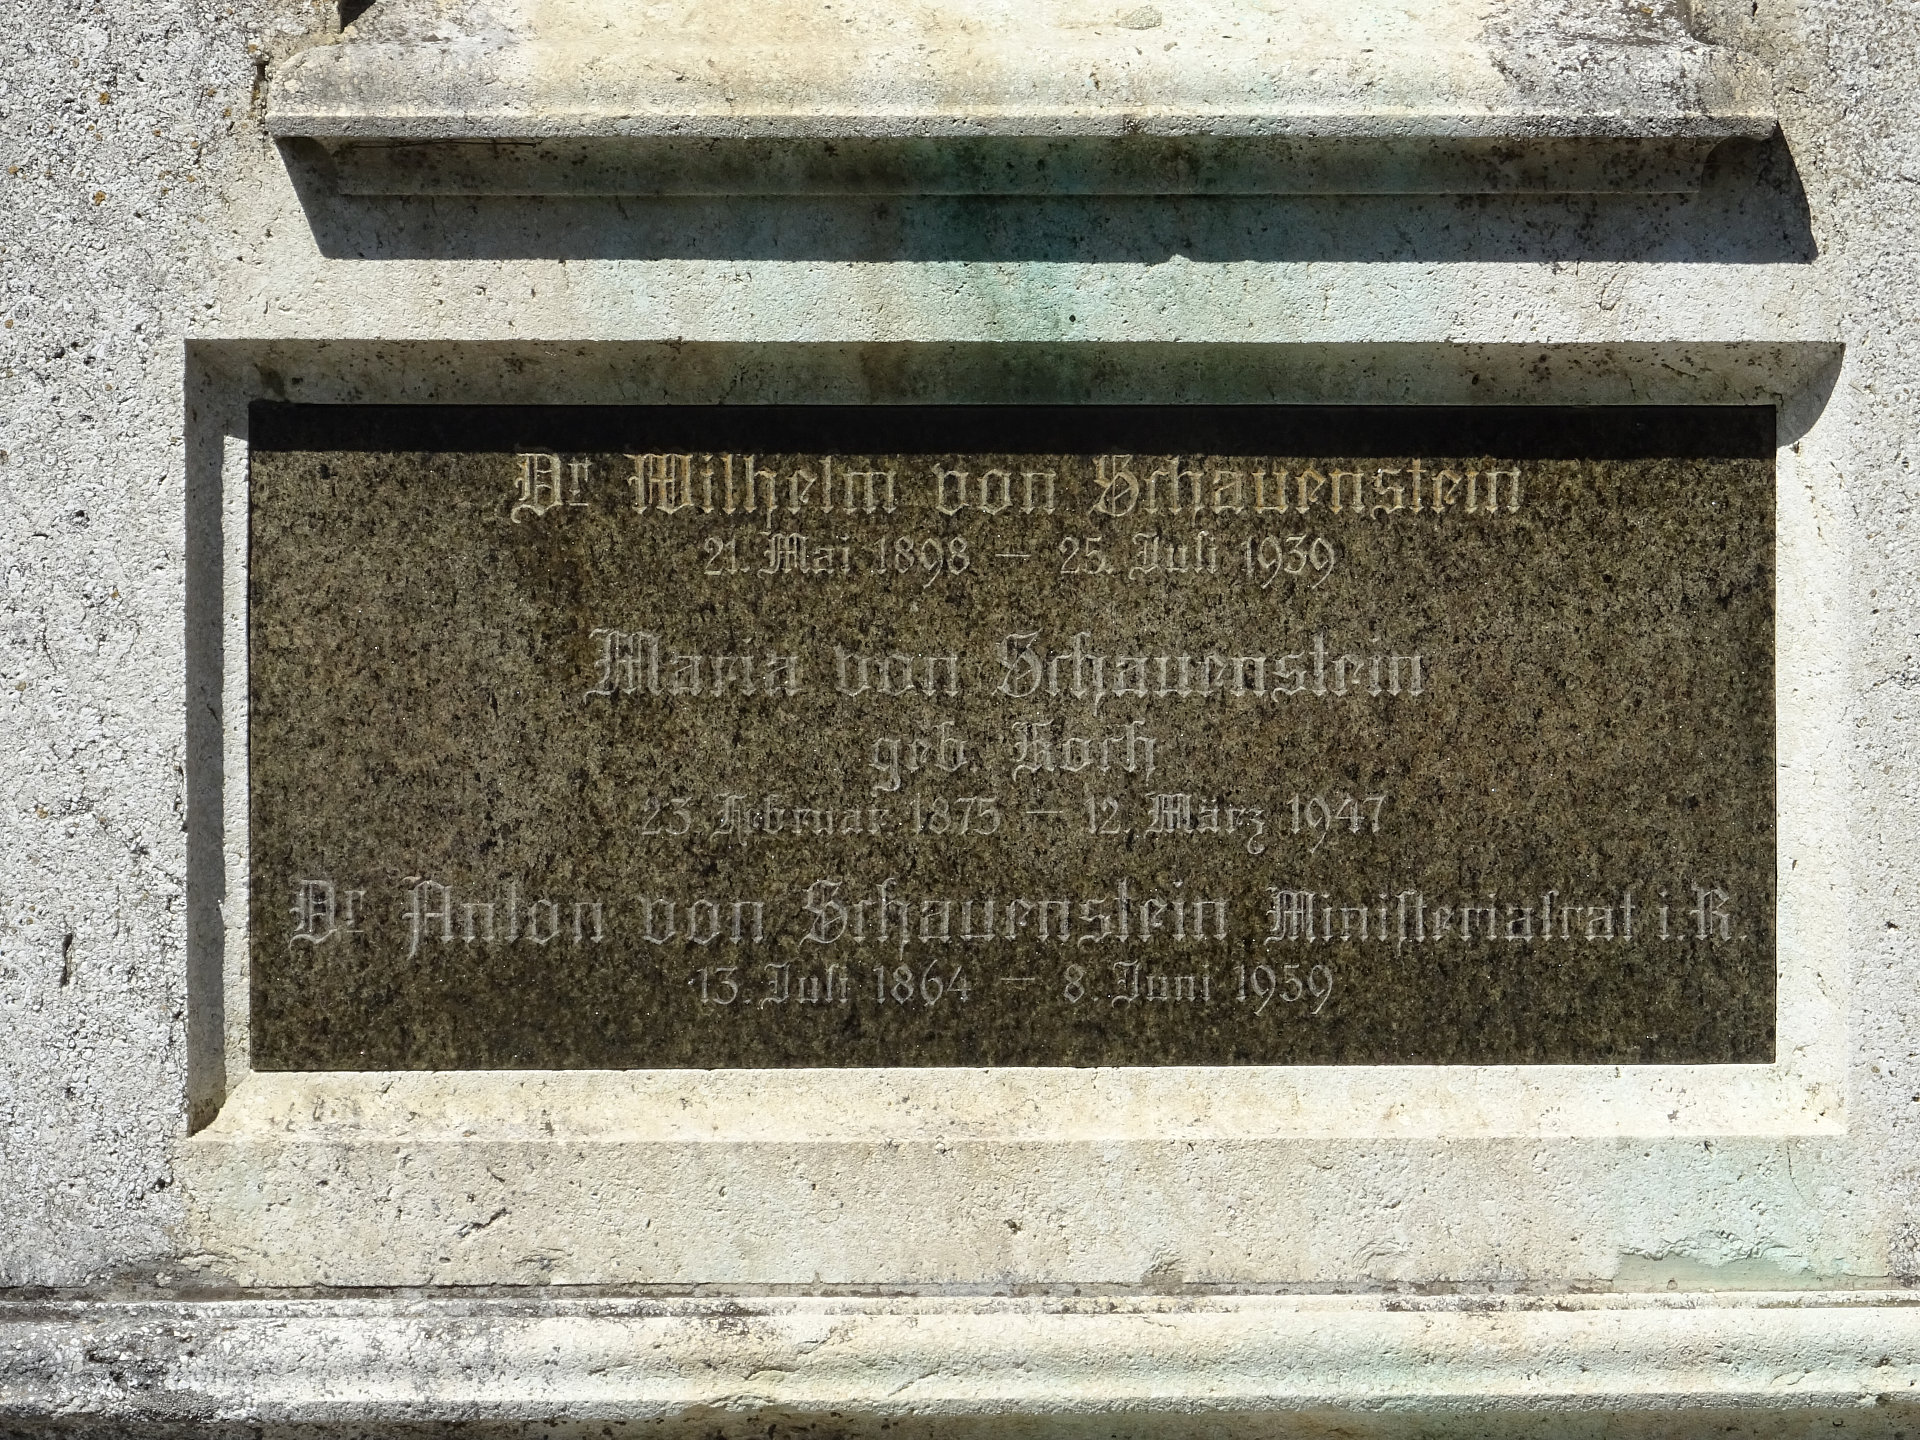 Dr. Wilhelm von Schauenstein
21. Mai 1898 – 25. Juli 1939
Maria von Schauenstein
geb. Koch
23. Februar 1875 – 12. März 1947
Dr. Anton von Schauenstein Ministerialrat i. R.
13. Juli 1864 – 8. Juni 1959